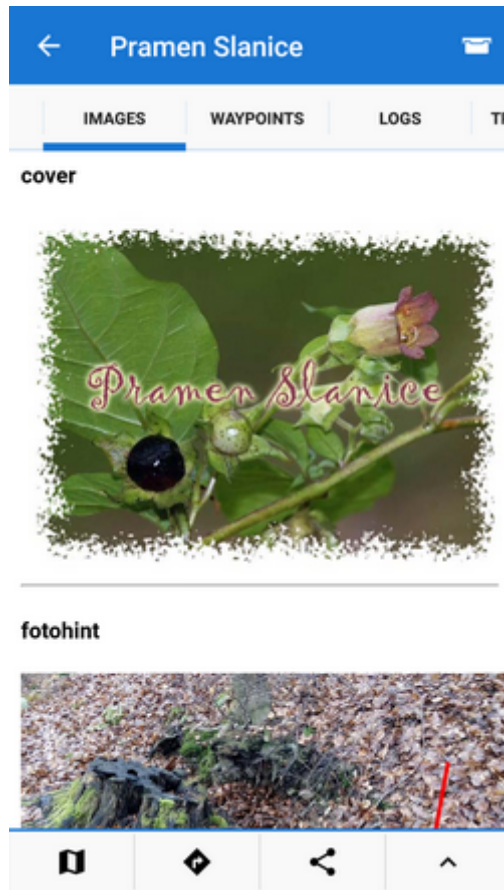 Pramen Slanice
IMAGES
WAYPOINTS
LOGS
cover
Pramen Slanice
fotohint